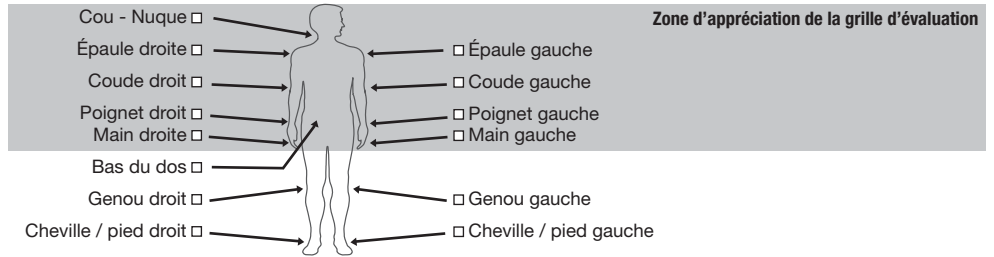 Cou - Nuque □
Zone d’appréciation de la grille d’évaluation
Épaule droite □
□ Épaule gauche
Coude droit □
□ Coude gauche
Poignet droit □
□ Poignet gauche
Main droite □
□ Main gauche
Bas du dos □
Genou droit □
□ Genou gauche
Cheville / pied droit □
□ Cheville / pied gauche